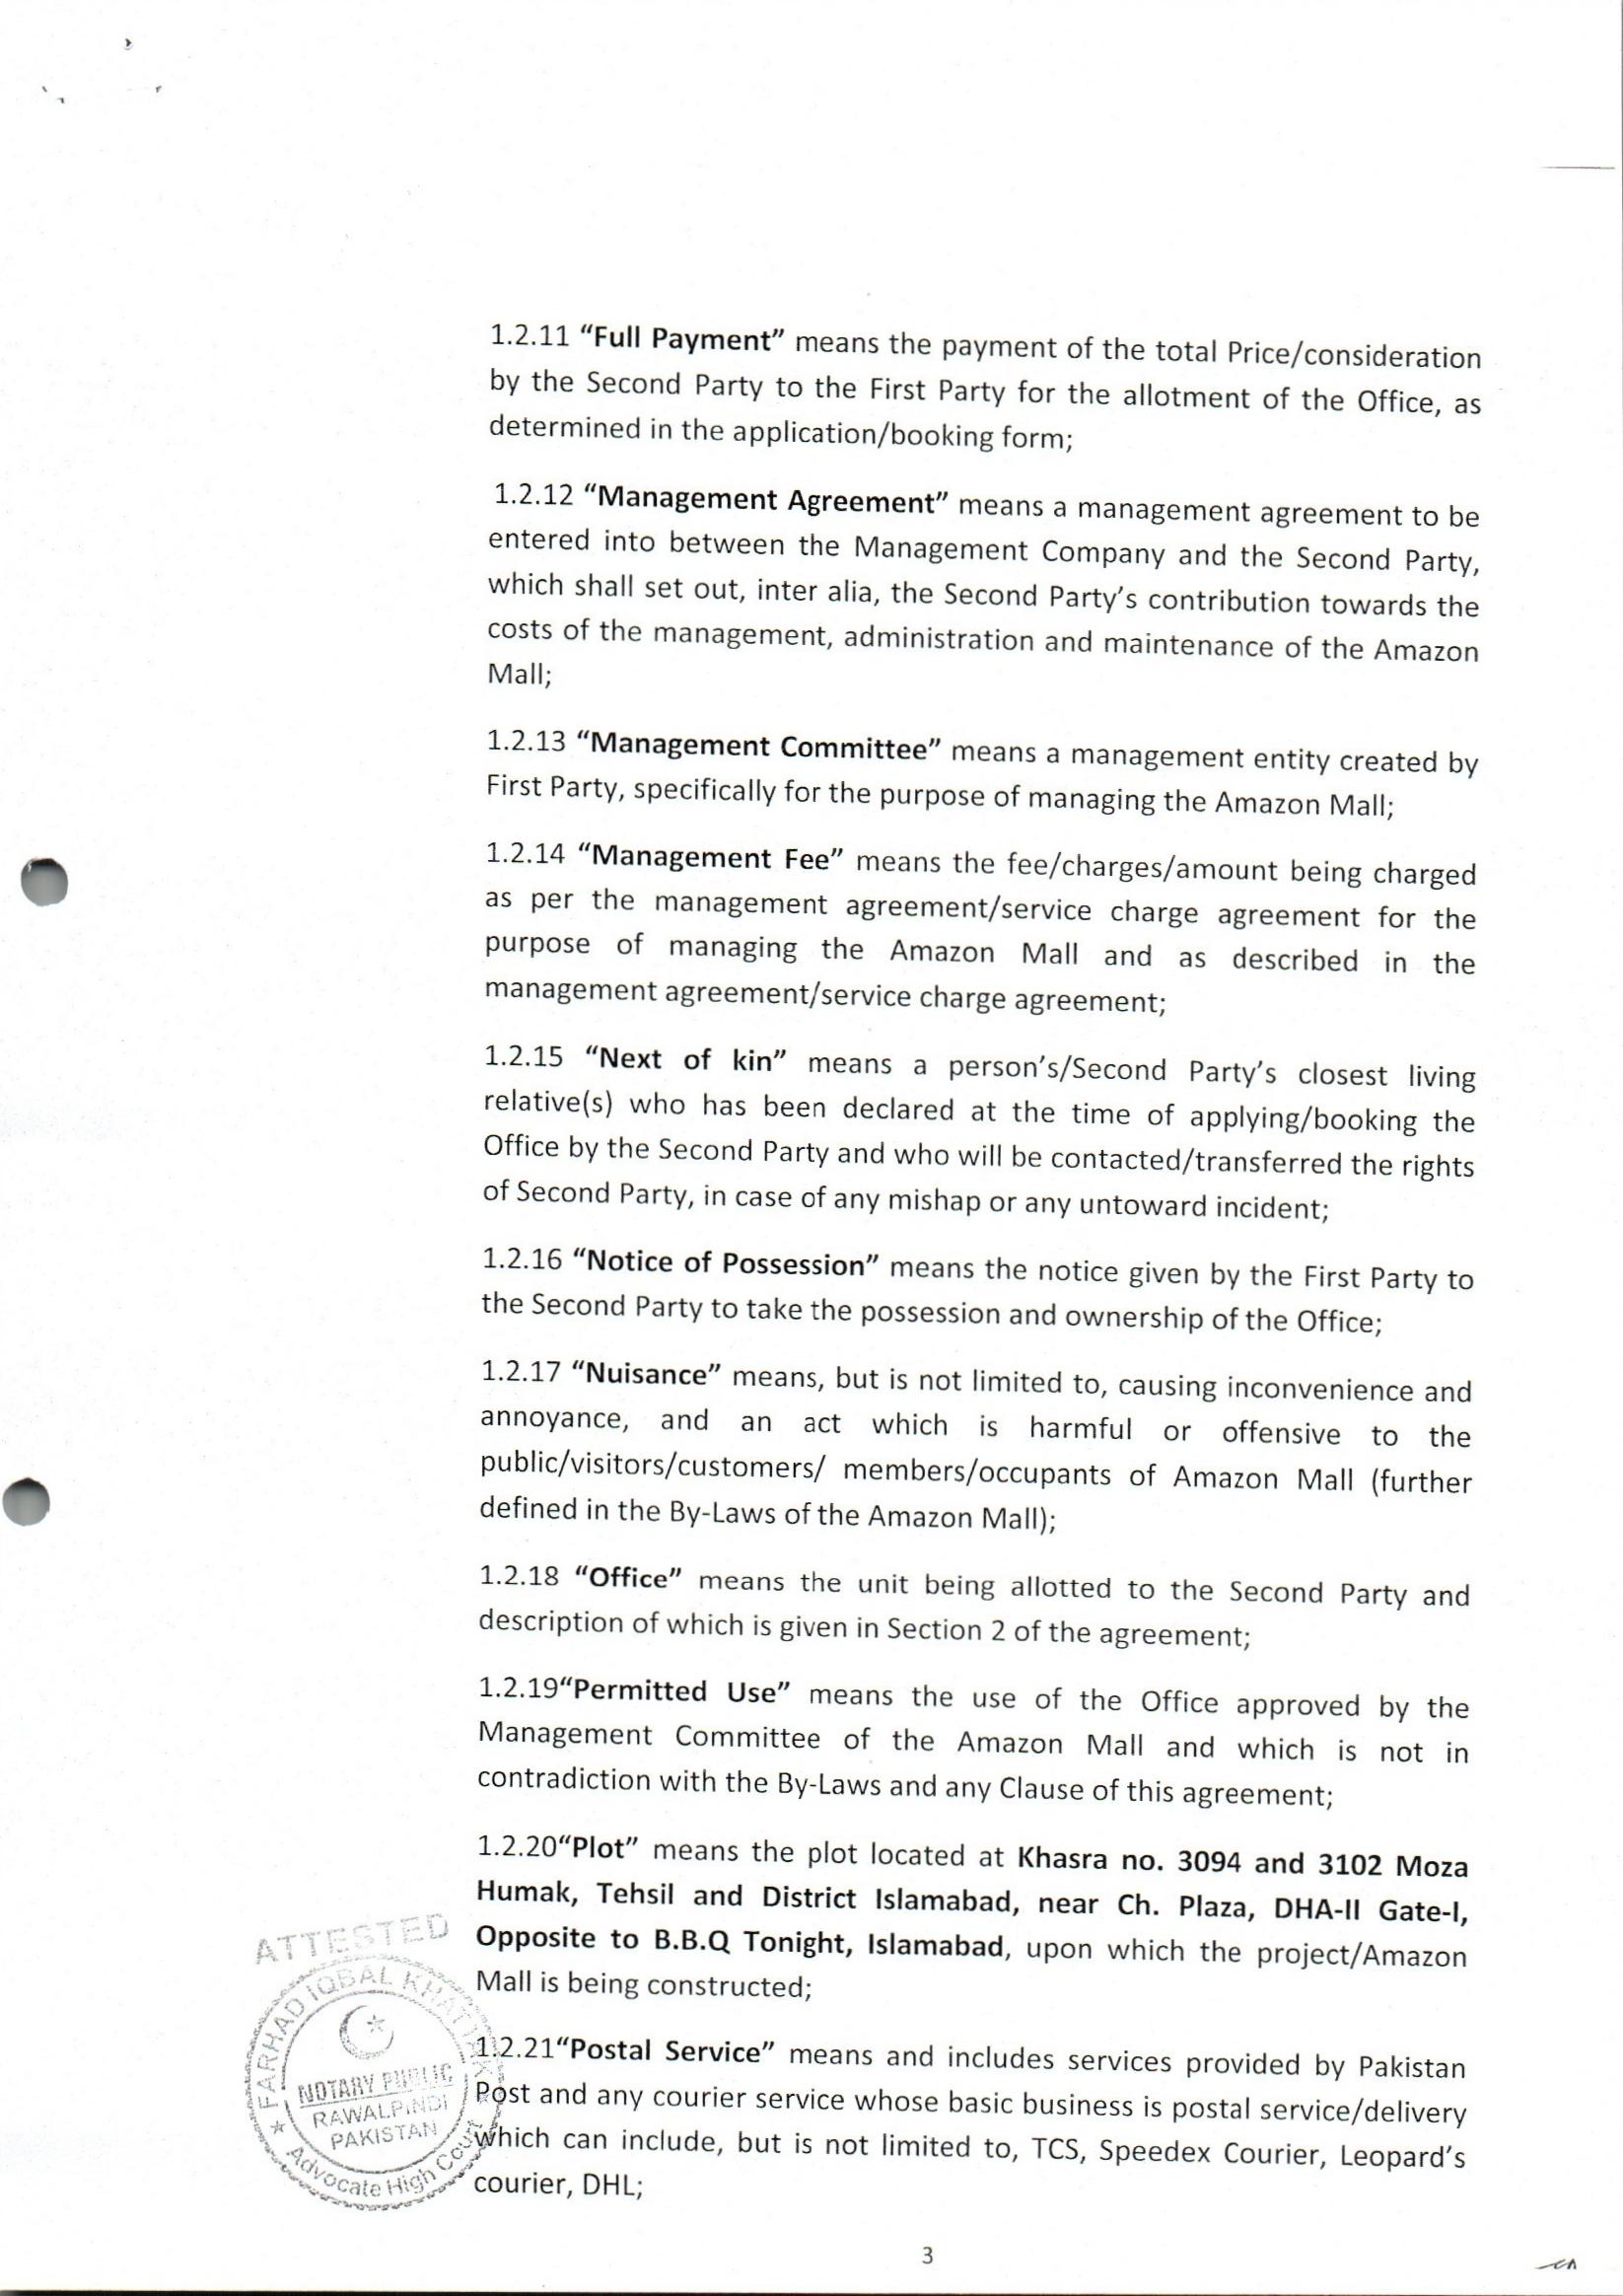 1.2.11 “Full Payment” means the payment of the total Price/consideration
by the Second Party to the First Party for the allotment of the Office, as
determined in the application/booking form;
1.2.12 “Management Agreement” means a management agreement to be
entered into between the Management Company and the Second Party,
which shall set out, inter alia, the Second Party’s contribution towards the
costs of the management, administration and maintenance of the Amazon
Mall;
1.2.13 “Management Committee” means a management entity created by
First Party, specifically for the purpose of managing the Amazon Mall;
1.2.14 “Management Fee” means the fee/charges/amount being charged
as per the management agreement/service charge agreement for the
purpose of managing the Amazon Mall and as described in the
management agreement/service charge agreement;
1.2.15 “Next of kin” means a person’s/Second Party’s closest living
relative(s) who has been declared at the time of applying/booking the
Office by the Second Party and who will be contacted/transferred the rights
of Second Party, in case of any mishap or any untoward incident;
1.2.16 “Notice of Possession” means the notice given by the First Party to
the Second Party to take the possession and ownership of the Office;
1.2.17 “Nuisance” means, but is not limited to, causing inconvenience and
annoyance, and an act which is harmful or offensive to the
public/visitors/customers/ members/occupants of Amazon Mall (further
defined in the By-Laws of the Amazon Mall);
1.2.18 “Office” means the unit being allotted to the Second Party and
description of which is given in Section 2 of the agreement;
1.2.19“Permitted Use” means the use of the Office approved by the
Management Committee of the Amazon Mall and which is not in
contradiction with the By-Laws and any Clause of this agreement;
1.2.20“Plot” means the plot located at Khasra no. 3094 and 3102 Moza
Humak, Tehsil and District Islamabad, near Ch. Plaza, DHA-II Gate-I,
Opposite to B.B.Q Tonight, Islamabad, upon which the project/Amazon
Mall is being constructed;
1.2.21“Postal Service” means and includes services provided by Pakistan
Post and any courier service whose basic business is postal service/delivery
which can include, but is not limited to, TCS, Speedex Courier, Leopard’s
courier, DHL;
ATTESTED
FARHAD IQBAL KHATTAK
NOTARY PUBLIC
RAWALPINDI
PAKISTAN
Advocate High Court
3